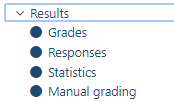 Results
Grades
Responses
Statistics
Manual grading